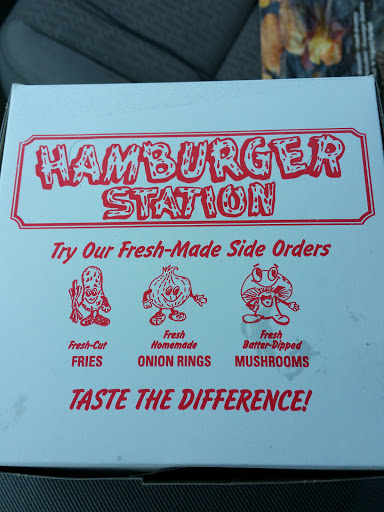 HAMBURGER
STATION
Try Our Fresh-Made Side Orders
Fresh-Cut
FRIES
Fresh
Homemade
ONION RINGS
Fresh
Batter-Dipped
MUSHROOMS
TASTE THE DIFFERENCE!